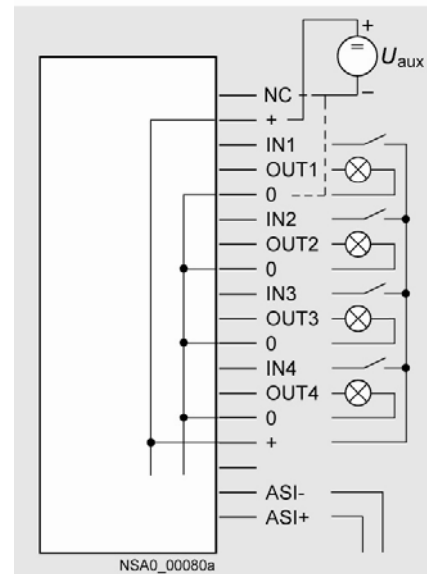 +
U aux
−
NC
+
IN1
OUT1
0
IN2
OUT2
0
IN3
OUT3
0
IN4
OUT4
0
+
ASI-
ASI+
NSA0_00080a